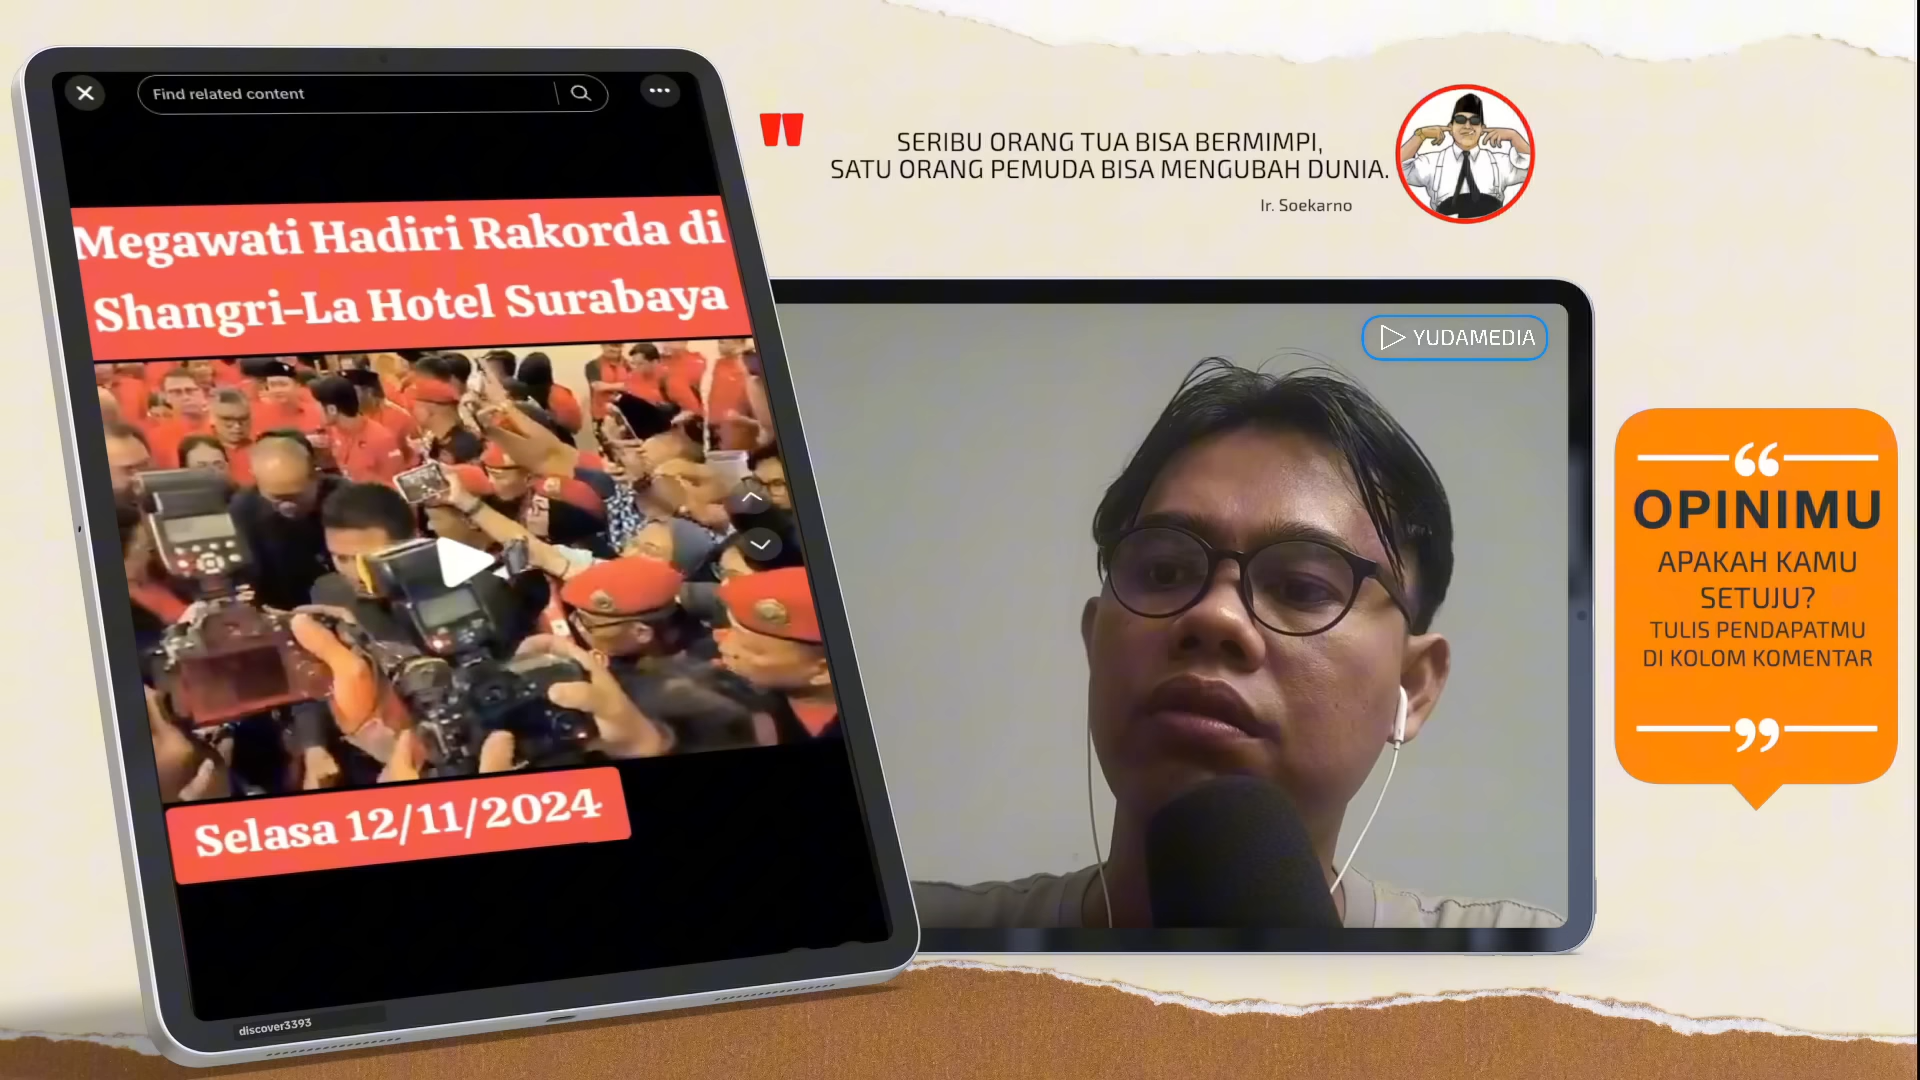 Find related content
Megawati Hadiri Rakorda di
Shangri-La Hotel Surabaya
Selasa 12/11/2024
discover3393
"
SERIBU ORANG TUA BISA BERMIMPI,
SATU ORANG PEMUDA BISA MENGUBAH DUNIA.
Ir. Soekarno
YUDAMEDIA
“
OPINIMU
APAKAH KAMU
SETUJU?
TULIS PENDAPATMU
DI KOLOM KOMENTAR
”